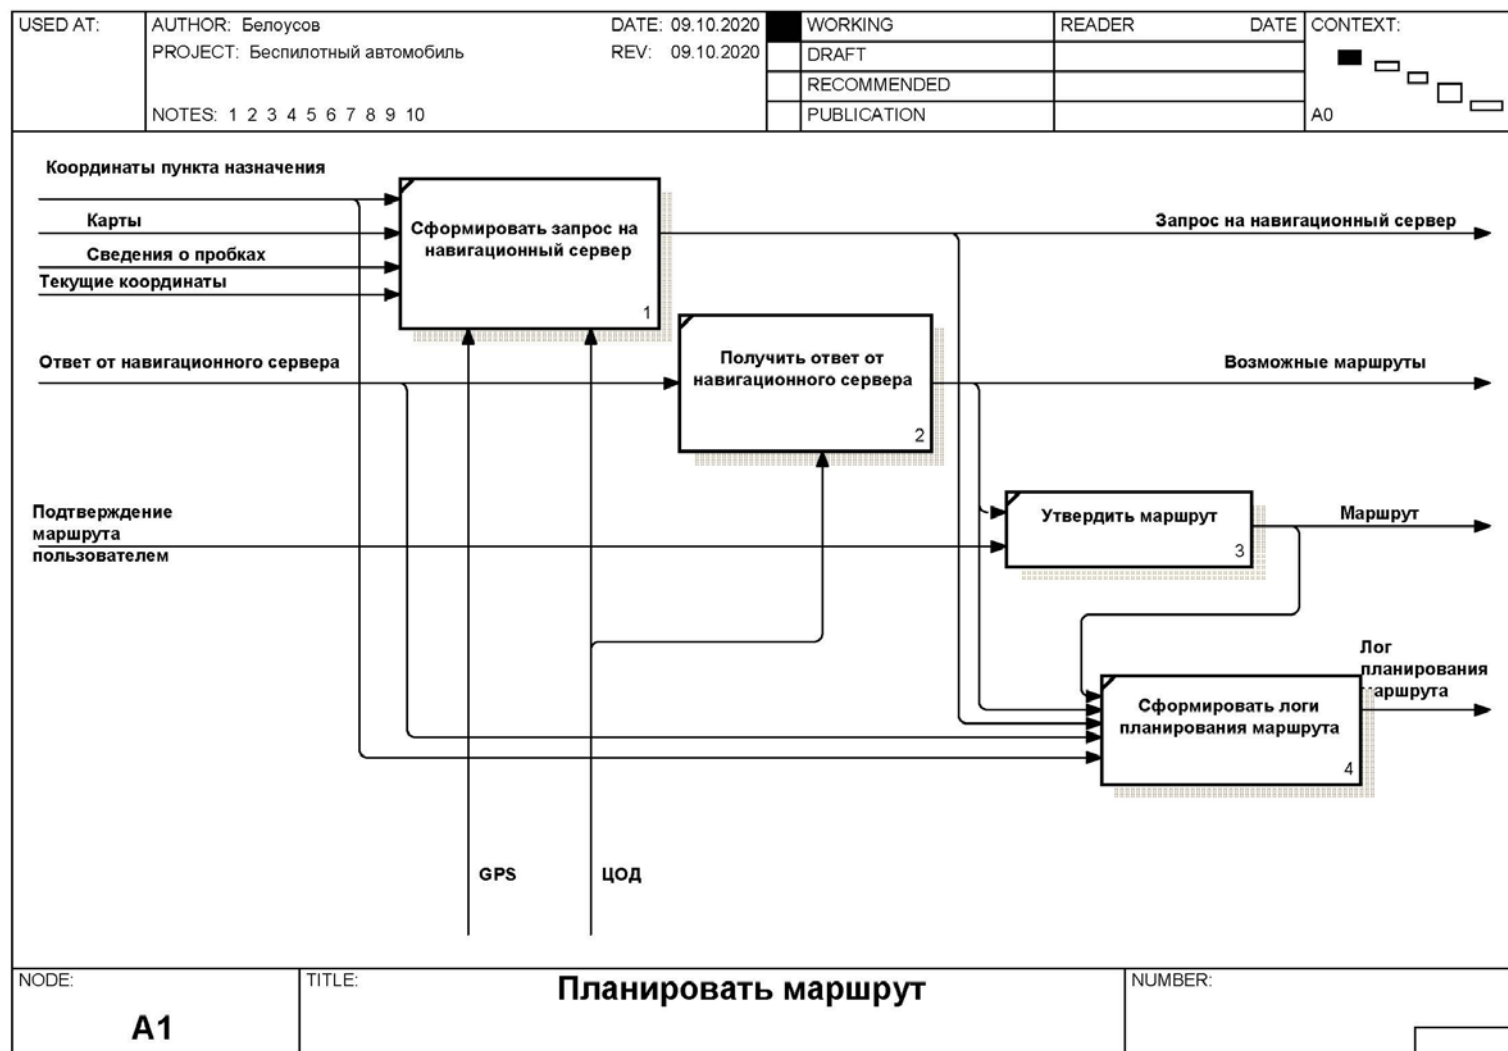 USED AT:
AUTHOR: Белоусов
DATE: 09.10.2020
WORKING
READER
DATE
CONTEXT:
PROJECT: Беспилотный автомобиль
REV: 09.10.2020
DRAFT
RECOMMENDED
NOTES: 1 2 3 4 5 6 7 8 9 10
PUBLICATION
A0
Координаты пункта назначения
Карты
Сведения о пробках
Текущие координаты
Сформировать запрос на
навигационный сервер
1
Запрос на навигационный сервер
Ответ от навигационного сервера
Получить ответ от
навигационного сервера
2
Возможные маршруты
Подтверждение
маршрута
пользователем
Утвердить маршрут
3
Маршрут
Лог
планирования
маршрута
Сформировать логи
планирования маршрута
4
GPS
ЦОД
NODE:
A1
TITLE:
Планировать маршрут
NUMBER: